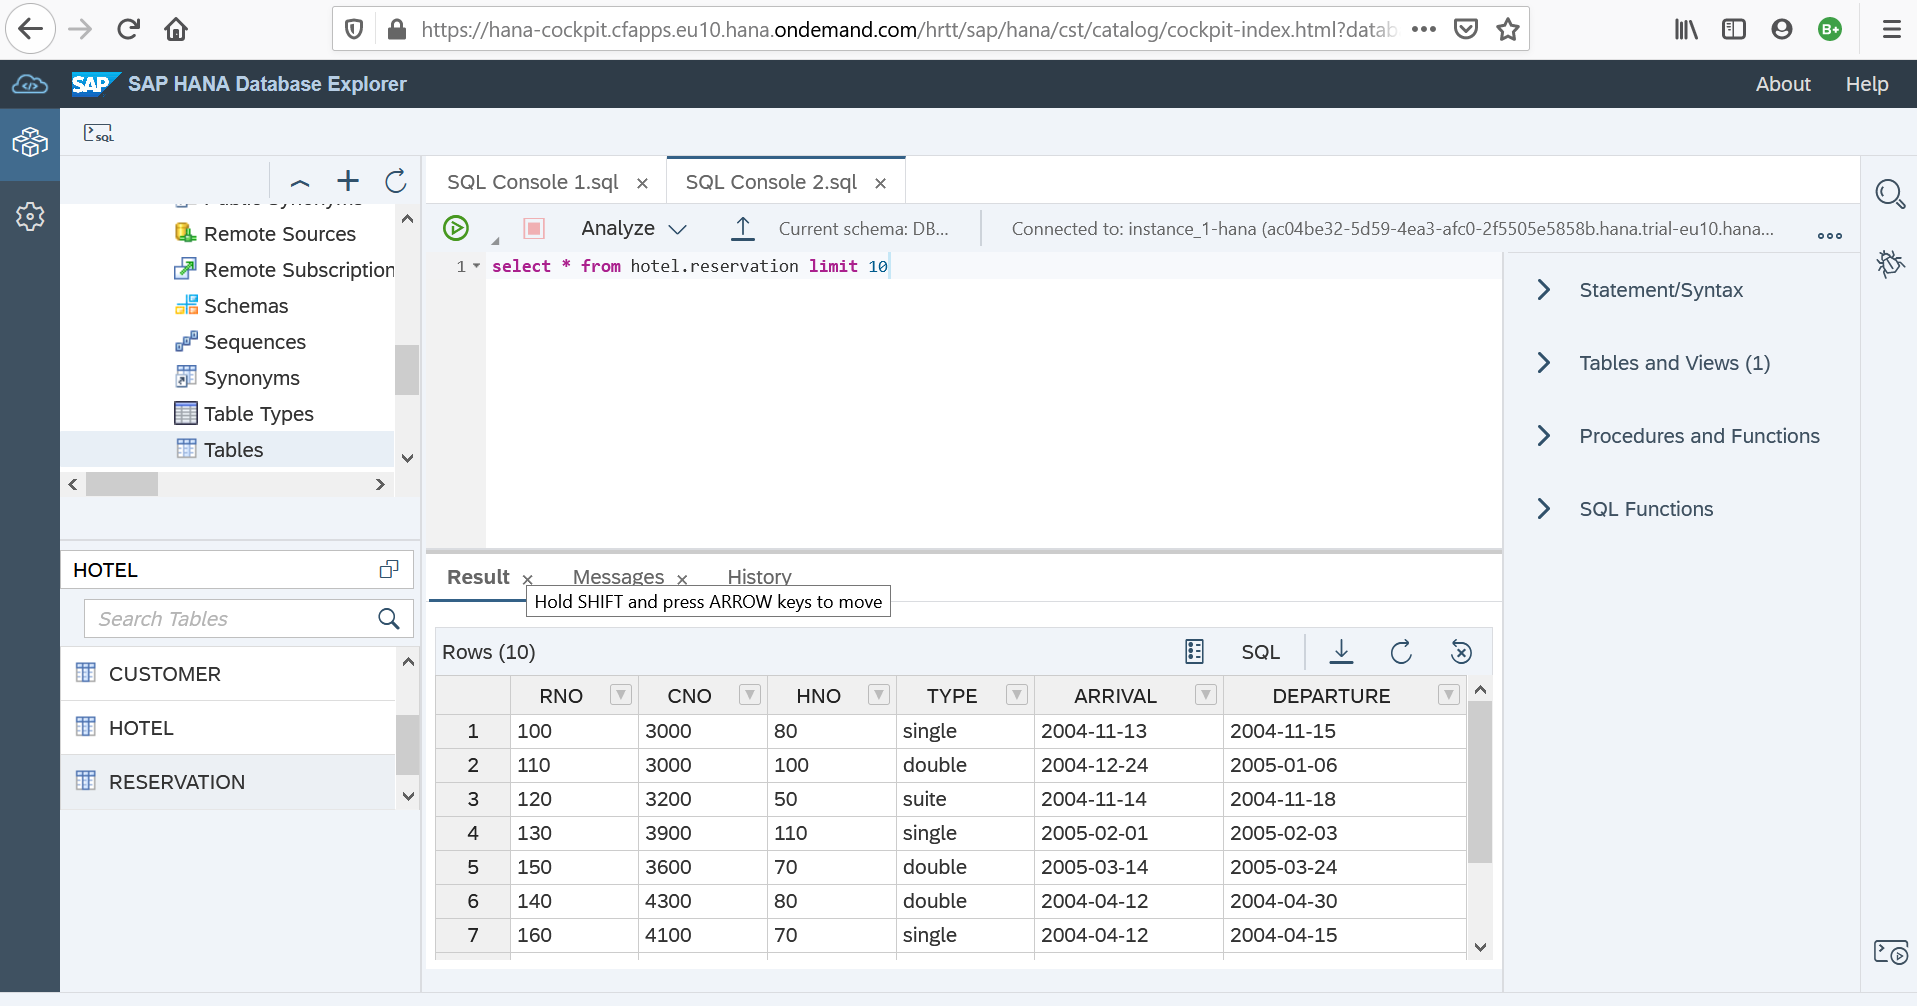 https://hana-cockpit.cfapps.eu10.hana.ondemand.com/hrtt/sap/hana/cst/catalog/cockpit-index.html?datab
B+
SAP SAP HANA Database Explorer
About Help
SQL
SQL Console 1.sql ×
SQL Console 2.sql ×
Public Synonyms
Remote Sources
Remote Subscription
Schemas
Sequences
Synonyms
Table Types
Tables
Analyze
Current schema: DB...
Connected to: instance_1-hana (ac04be32-5d59-4ea3-afc0-2f5505e5858b.hana.trial-eu10.hana...
1 select * from hotel.reservation limit 10
Statement/Syntax
Tables and Views (1)
Procedures and Functions
SQL Functions
HOTEL
Search Tables
CUSTOMER
HOTEL
RESERVATION
Result × Messages × History
Hold SHIFT and press ARROW keys to move
Rows (10) SQL
RNO CNO HNO TYPE ARRIVAL DEPARTURE
1 100 3000 80 single 2004-11-13 2004-11-15
2 110 3000 100 double 2004-12-24 2005-01-06
3 120 3200 50 suite 2004-11-14 2004-11-18
4 130 3900 110 single 2005-02-01 2005-02-03
5 150 3600 70 double 2005-03-14 2005-03-24
6 140 4300 80 double 2004-04-12 2004-04-30
7 160 4100 70 single 2004-04-12 2004-04-15